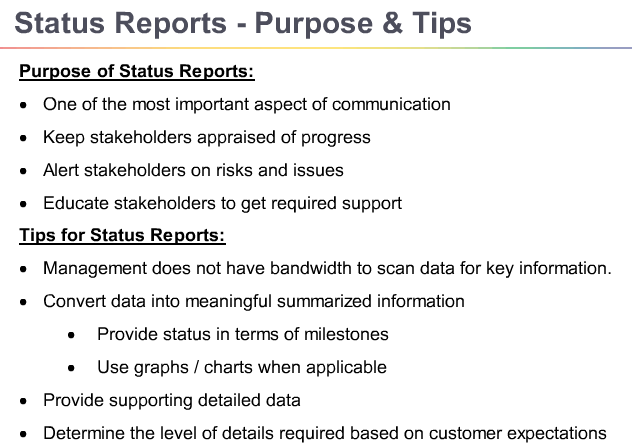 Status Reports - Purpose & Tips
Purpose of Status Reports:
• One of the most important aspect of communication
• Keep stakeholders appraised of progress
• Alert stakeholders on risks and issues
• Educate stakeholders to get required support
Tips for Status Reports:
• Management does not have bandwidth to scan data for key information.
• Convert data into meaningful summarized information
• Provide status in terms of milestones
• Use graphs / charts when applicable
• Provide supporting detailed data
• Determine the level of details required based on customer expectations